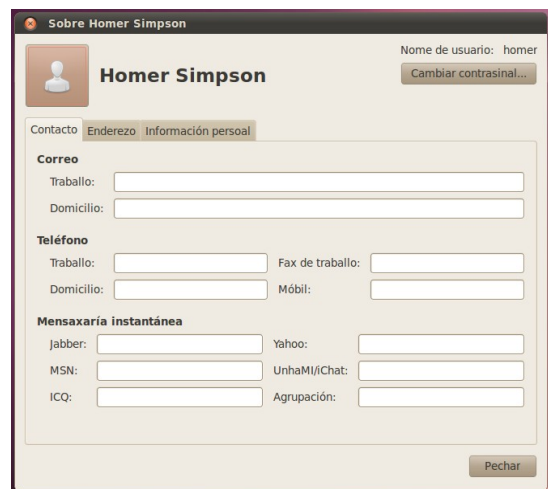 Sobre Homer Simpson
Nome de usuario: homer
Homer Simpson
Cambiar contrasinal...
Contacto Enderezo Información persoal
Correo
Traballo:
Domicilio:
Teléfono
Traballo: Fax de traballo:
Domicilio: Móbil:
Mensaxaría instantánea
Jabber: Yahoo:
MSN: UnhaMI/iChat:
ICQ: Agrupación:
Pechar